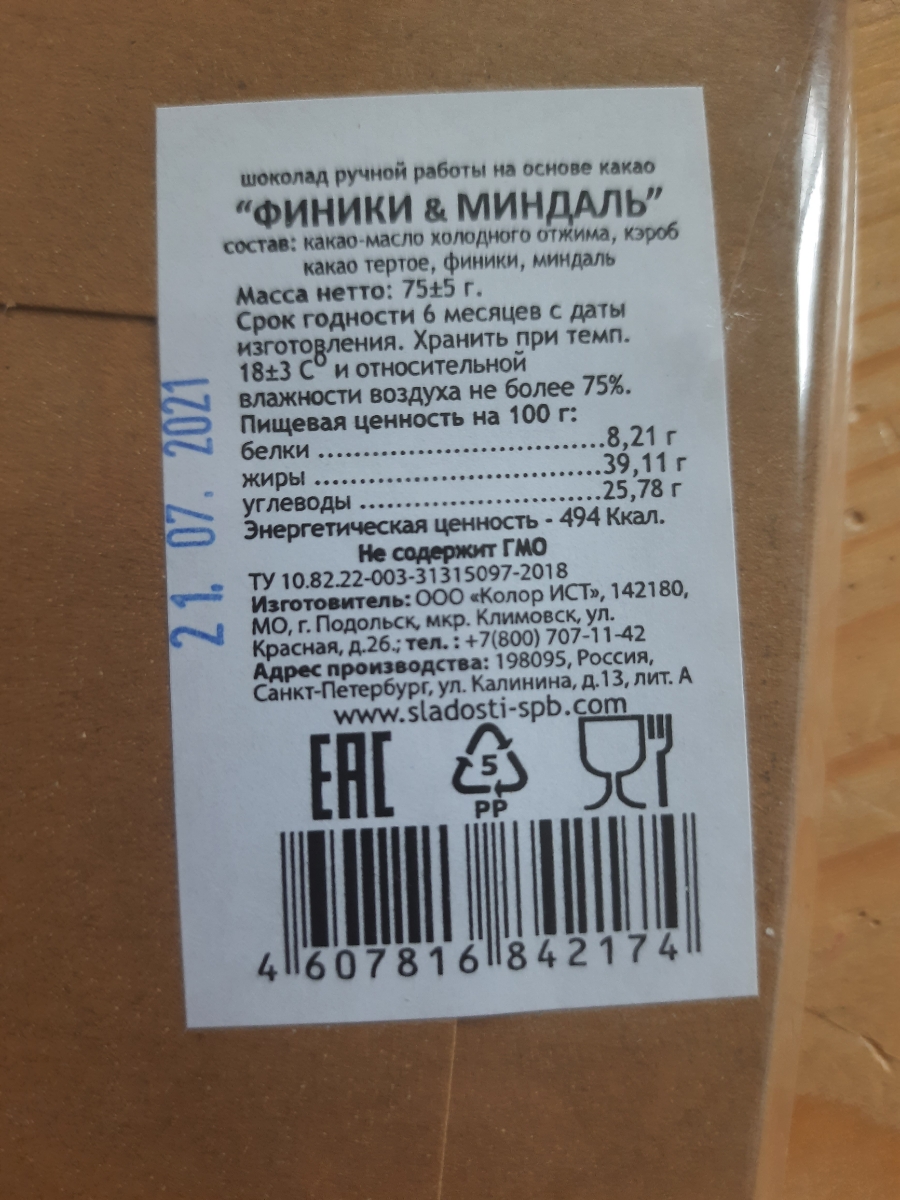 шоколад ручной работы на основе какао
“ФИНИКИ & МИНДАЛЬ”
состав: какао-масло холодного отжима, кэроб
какао тертое, финики, миндаль
Масса нетто: 75±5 г.
Срок годности 6 месяцев с даты
изготовления. Хранить при темп.
18±3 С⁰ и относительной
влажности воздуха не более 75%.
Пищевая ценность на 100 г:
белки ................................8,21 г
жиры ................................39,11 г
углеводы ...........................25,78 г
Энергетическая ценность - 494 Ккал.
Не содержит ГМО
ТУ 10.82.22-003-31315097-2018
Изготовитель: ООО «Колор ИСТ», 142180,
МО, г. Подольск, мкр. Климовск, ул.
Красная, д.2б.; тел. : +7(800) 707-11-42
Адрес производства: 198095, Россия,
Санкт-Петербург, ул. Калинина, д.13, лит. А
www.sladosti-spb.com
ЕАС
5
PP
4 607816 842174
21. 07. 2021